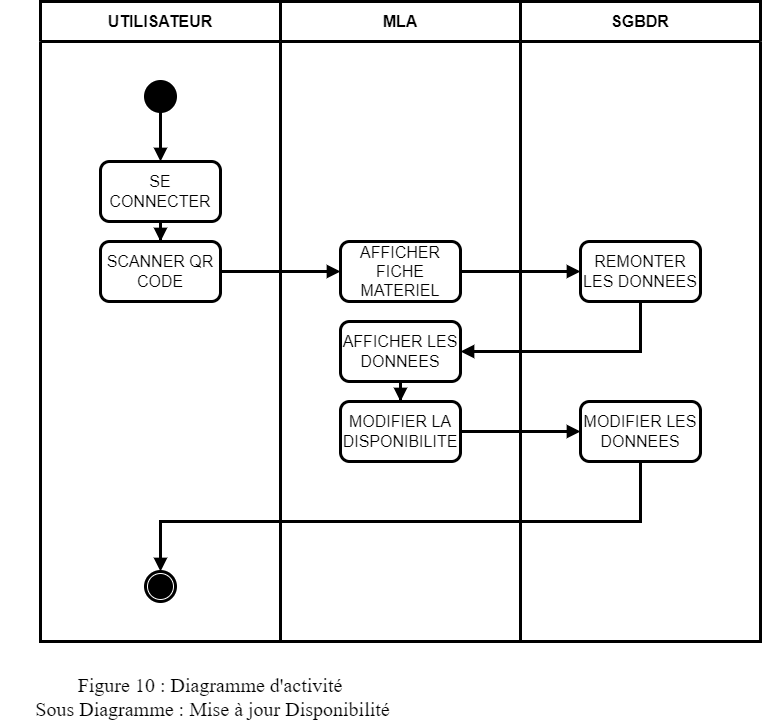 UTILISATEUR MLA SGBDR
SE
CONNECTER
SCANNER QR
CODE
AFFICHER
FICHE
MATERIEL
REMONTER
LES DONNEES
AFFICHER LES
DONNEES
MODIFIER LA
DISPONIBILITE
MODIFIER LES
DONNEES
Figure 10 : Diagramme d'activité
Sous Diagramme : Mise à jour Disponibilité